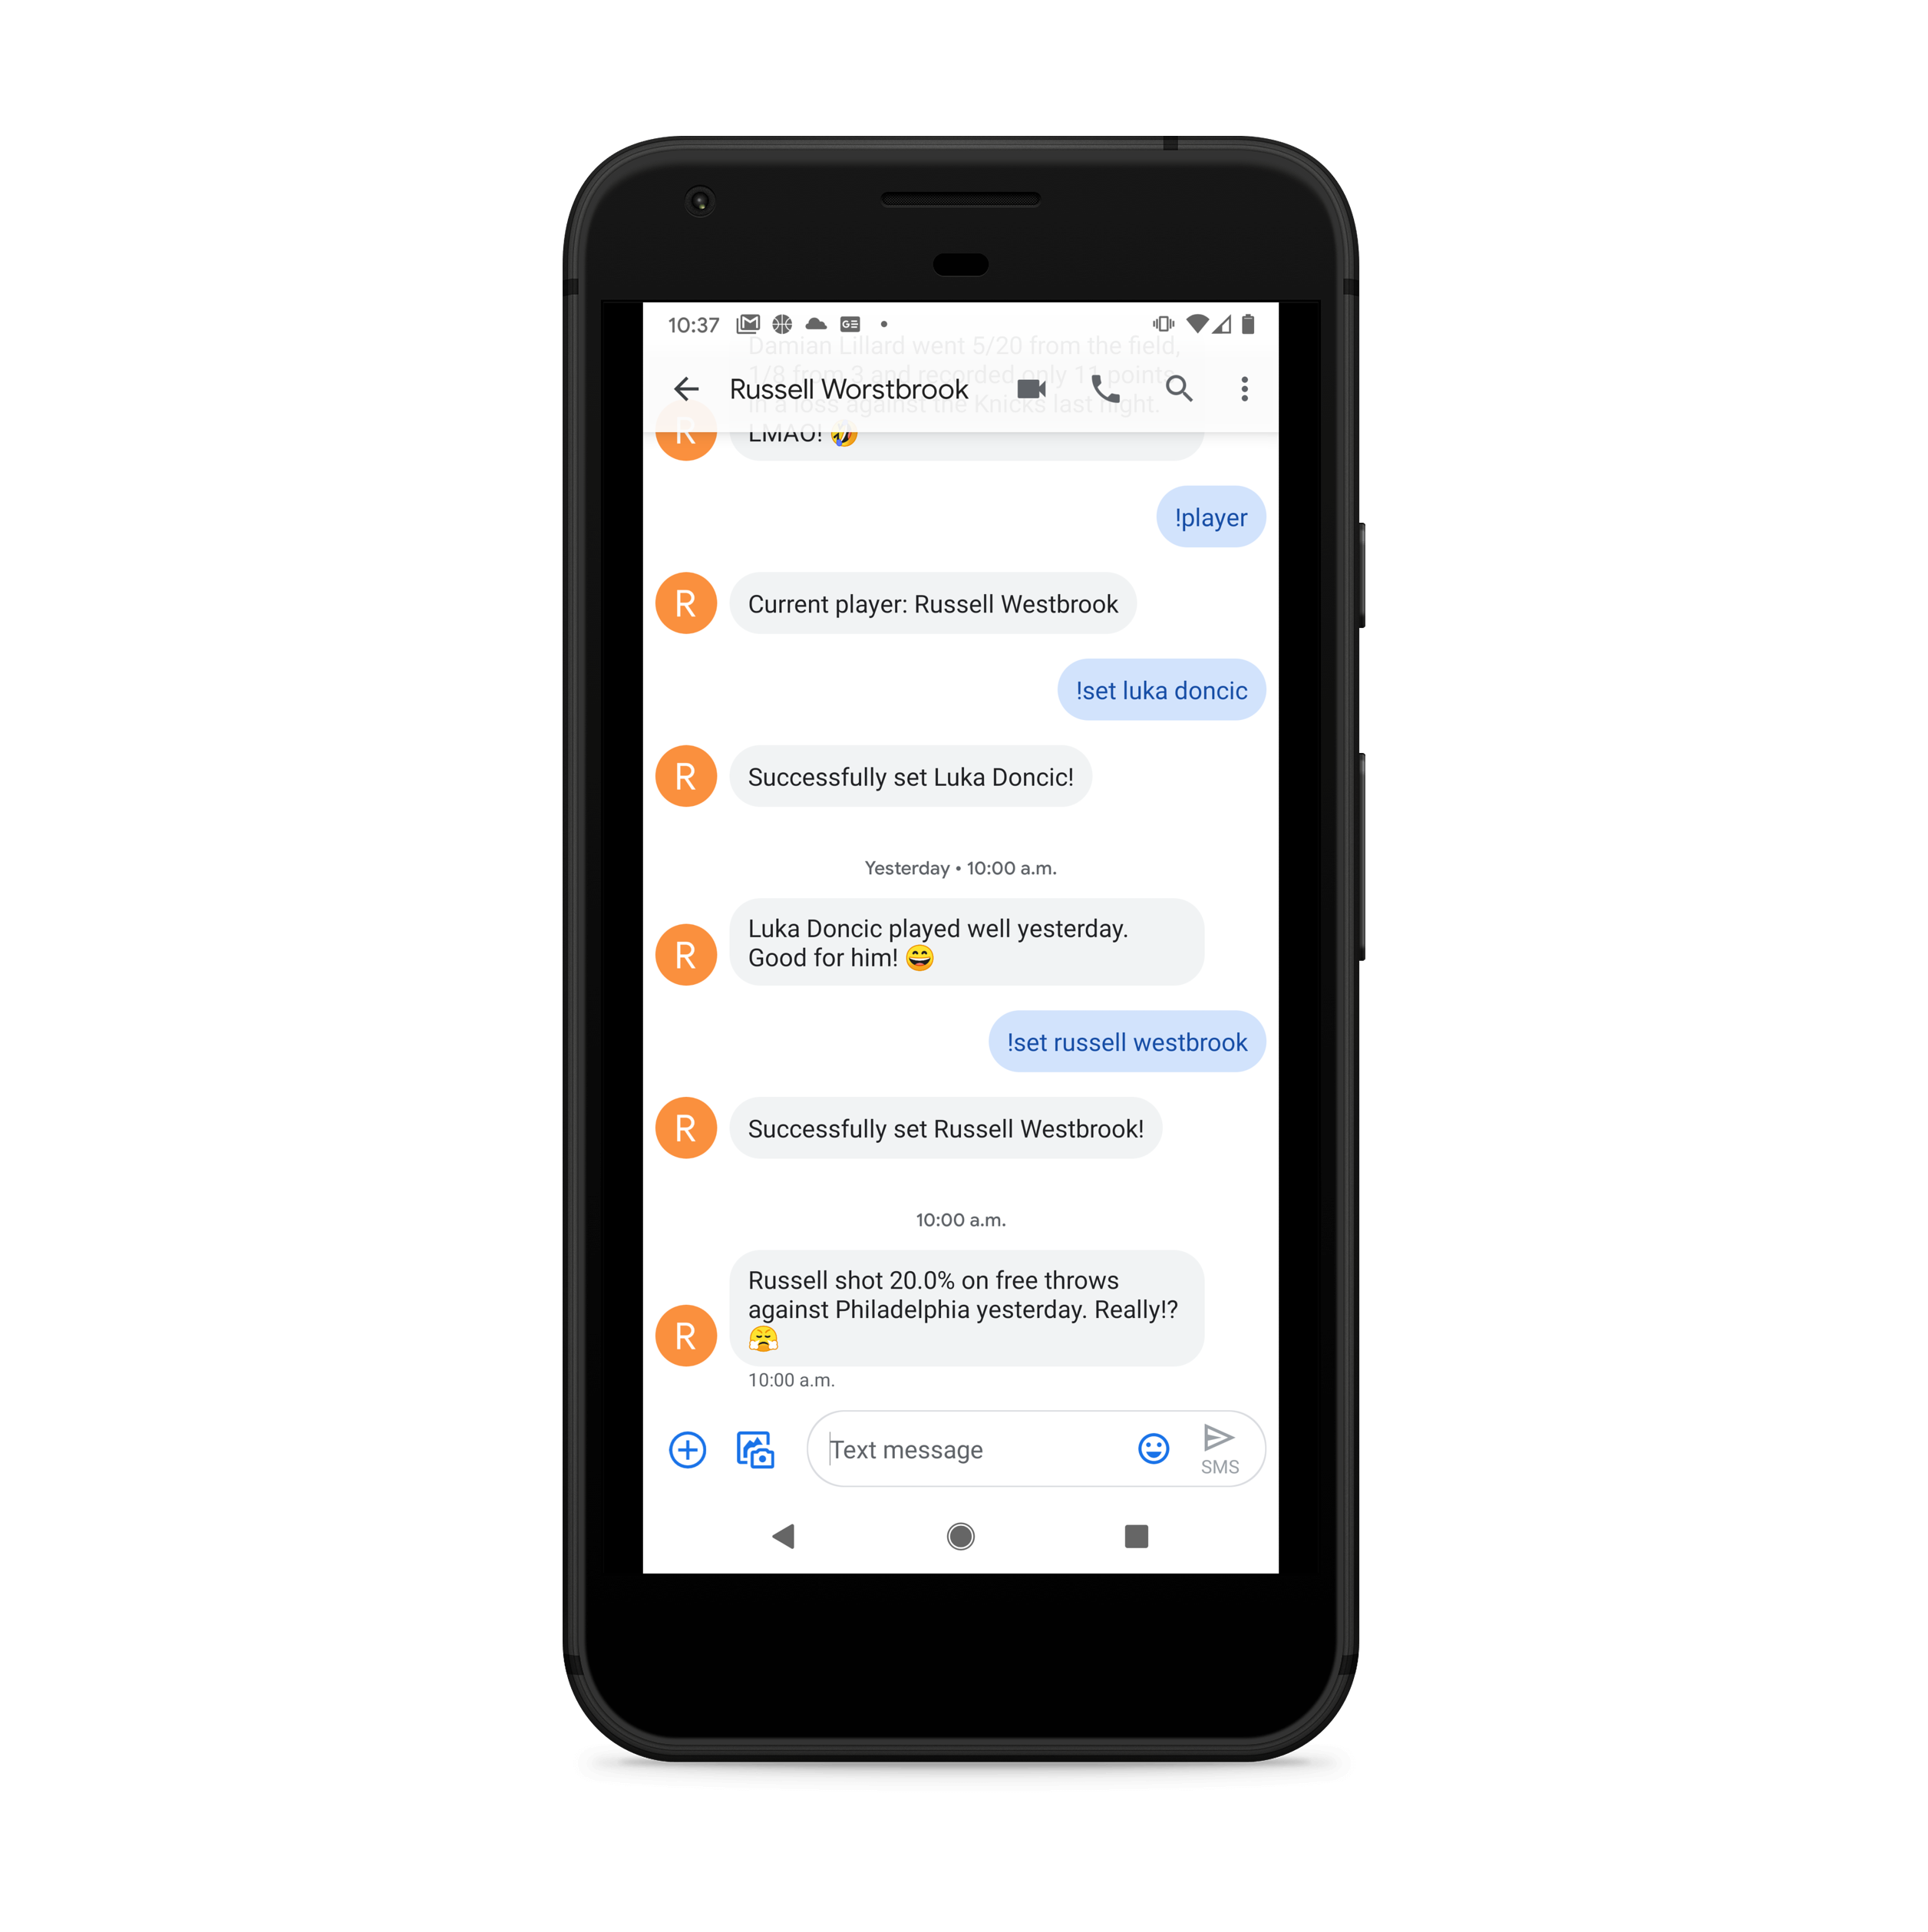 10:37
Damian Lillard went 5/20 from the field,
1/8 from 3 and recorded only 11 points
in a loss against the Knicks last night.
Russell Worstbrook
R
LMAO! 🤣
!player
R
Current player: Russell Westbrook
!set luka doncic
R
Successfully set Luka Doncic!
Yesterday • 10:00 a.m.
Luka Doncic played well yesterday.
R
Good for him! 😄
!set russell westbrook
R
Successfully set Russell Westbrook!
10:00 a.m.
Russell shot 20.0% on free throws
against Philadelphia yesterday. Really!?
R
😤
10:00 a.m.
Text message
SMS